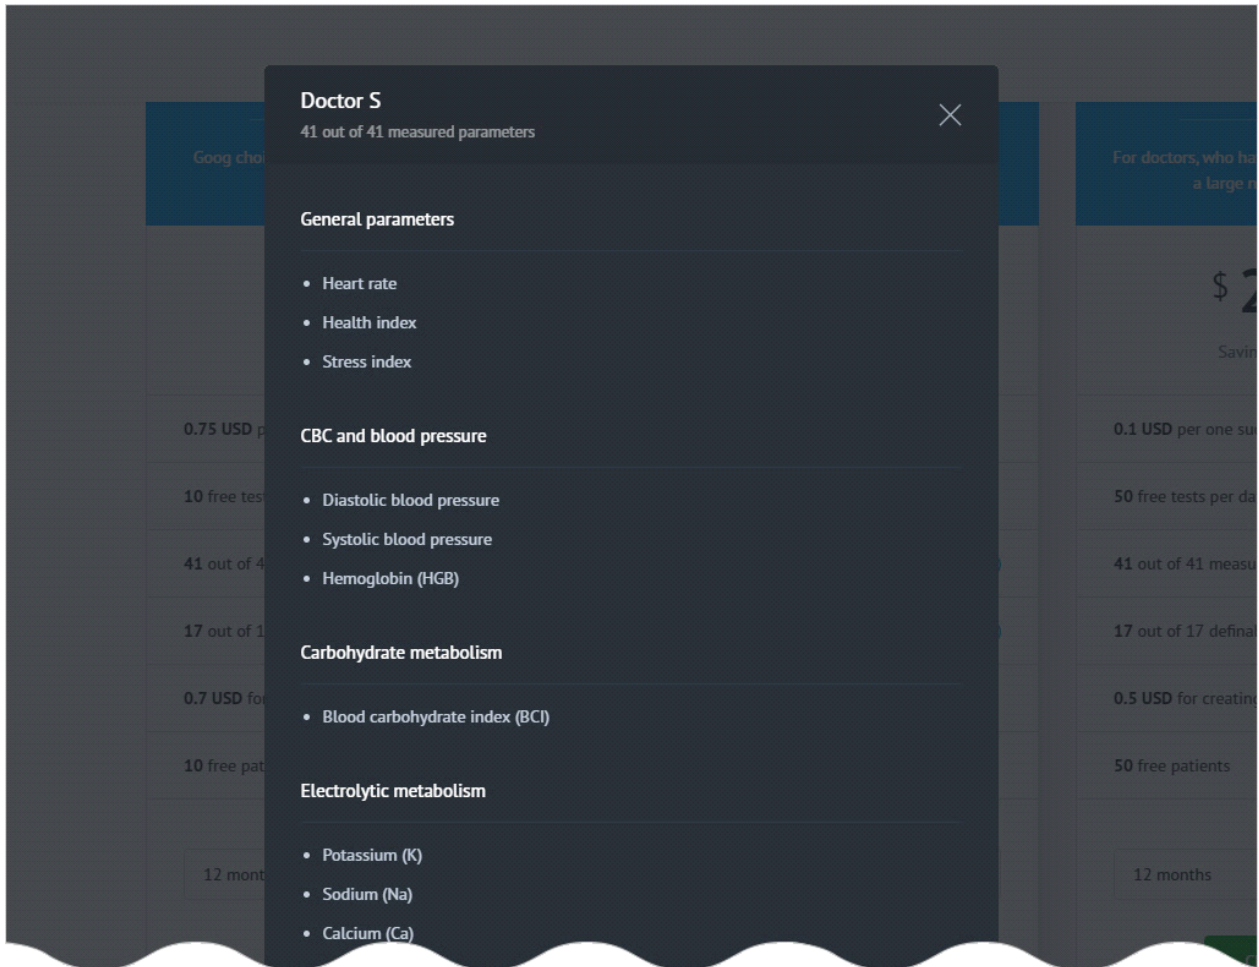 Doctor S
41 out of 41 measured parameters
General parameters
• Heart rate
• Health index
• Stress index
CBC and blood pressure
• Diastolic blood pressure
• Systolic blood pressure
• Hemoglobin (HGB)
Carbohydrate metabolism
• Blood carbohydrate index (BCI)
Electrolytic metabolism
• Potassium (K)
• Sodium (Na)
• Calcium (Ca)
Goog choi
0.75 USD p
10 free test
41 out of 4
17 out of 1
0.7 USD for
10 free pat
12 mont
For doctors, who ha
a large n
$ 2
Savin
0.1 USD per one su
50 free tests per da
41 out of 41 measu
17 out of 17 definal
0.5 USD for creating
50 free patients
12 months